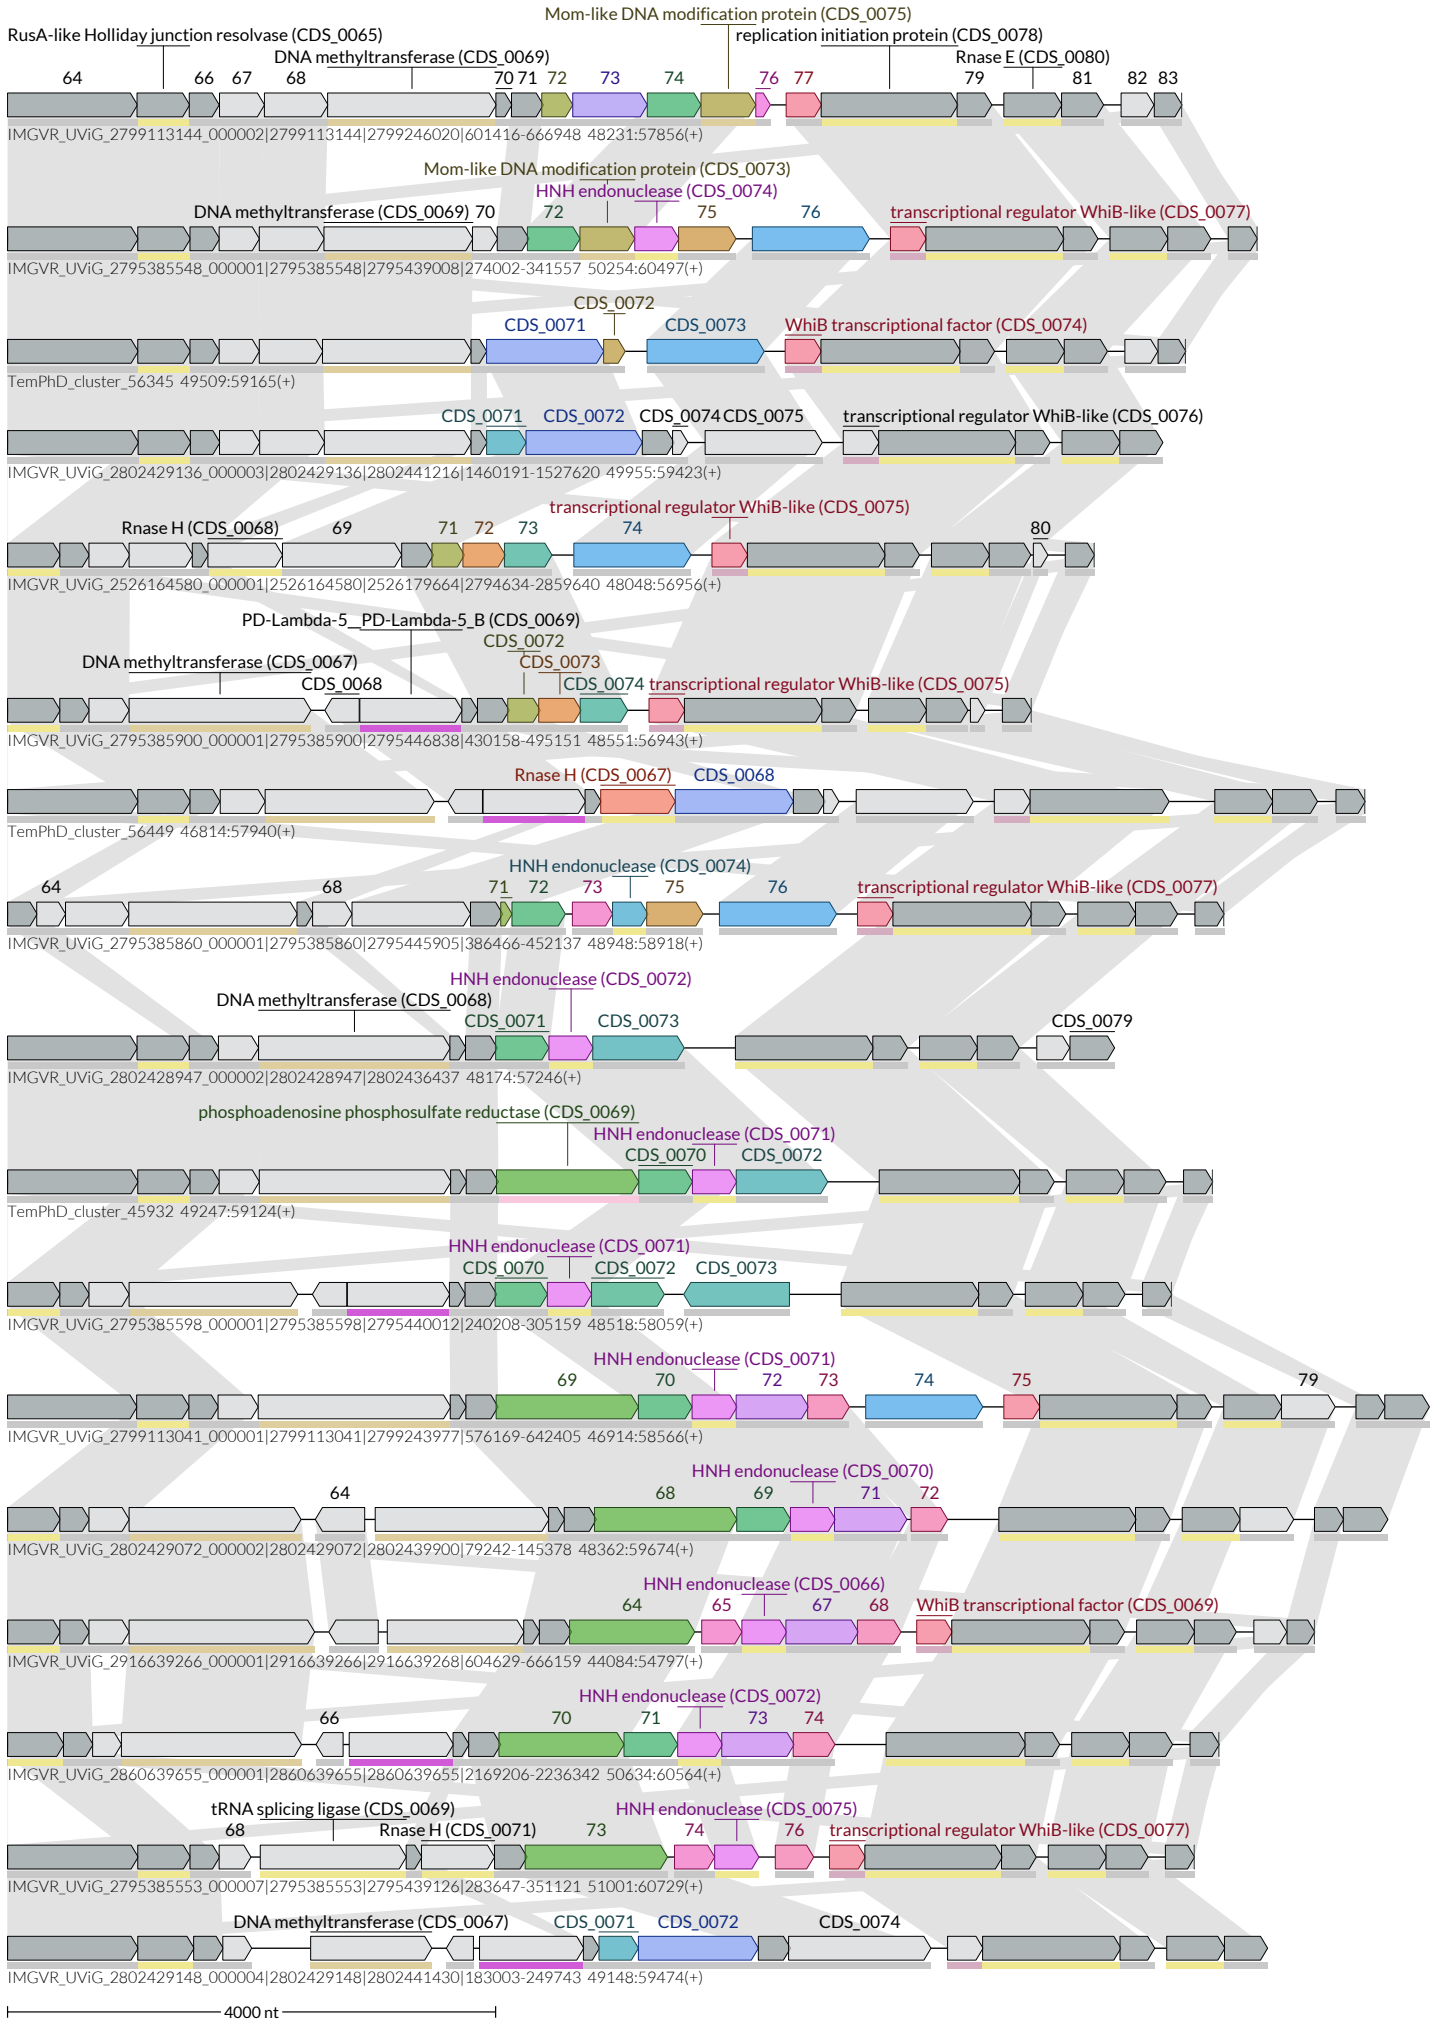 Mom-like DNA modification protein (CDS_0075)
RusA-like Holliday junction resolvase (CDS_0065) replication initiation protein (CDS_0078)
DNA methyltransferase (CDS_0069) Rnase E (CDS_0080)
64 66 67 68 70 71 72 73 74 76 77 79 81 82 83
IMGVR_UViG_2799113144_000002|2799113144|2799246020|601416-666948 48231:57856(+)
Mom-like DNA modification protein (CDS_0073)
HNH endonuclease (CDS_0074)
DNA methyltransferase (CDS_0069) 70 72 75 76 transcriptional regulator WhiB-like (CDS_0077)
IMGVR_UViG_2795385548_000001|2795385548|2795439008|274002-341557 50254:60497(+)
CDS_0072
CDS_0071 CDS_0073 WhiB transcriptional factor (CDS_0074)
TemPhD_cluster_56345 49509:59165(+)
CDS_0071 CDS_0072 CDS_0074 CDS_0075 transcriptional regulator WhiB-like (CDS_0076)
IMGVR_UViG_2802429136_000003|2802429136|2802441216|1460191-1527620 49955:59423(+)
transcriptional regulator WhiB-like (CDS_0075)
Rnase H (CDS_0068) 69 71 72 73 74 80
IMGVR_UViG_2526164580_000001|2526164580|2526179664|2794634-2859640 48048:56956(+)
PD-Lambda-5__PD-Lambda-5_B (CDS_0069)
CDS_0072
DNA methyltransferase (CDS_0067) CDS_0073
CDS_0068 CDS_0074 transcriptional regulator WhiB-like (CDS_0075)
IMGVR_UViG_2795385900_000001|2795385900|2795446838|430158-495151 48551:56943(+)
Rnase H (CDS_0067) CDS_0068
TemPhD_cluster_56449 46814:57940(+)
HNH endonuclease (CDS_0074)
64 68 71 72 73 75 76 transcriptional regulator WhiB-like (CDS_0077)
IMGVR_UViG_2795385860_000001|2795385860|2795445905|386466-452137 48948:58918(+)
HNH endonuclease (CDS_0072)
DNA methyltransferase (CDS_0068)
CDS_0071 CDS_0073 CDS_0079
IMGVR_UViG_2802428947_000002|2802428947|2802436437 48174:57246(+)
phosphoadenosine phosphosulfate reductase (CDS_0069)
HNH endonuclease (CDS_0071)
CDS_0070 CDS_0072
TemPhD_cluster_45932 49247:59124(+)
HNH endonuclease (CDS_0071)
CDS_0070 CDS_0072 CDS_0073
IMGVR_UViG_2795385598_000001|2795385598|2795440012|240208-305159 48518:58059(+)
HNH endonuclease (CDS_0071)
69 70 72 73 74 75 79
IMGVR_UViG_2799113041_000001|2799113041|2799243977|576169-642405 46914:58566(+)
HNH endonuclease (CDS_0070)
64 68 69 71 72
IMGVR_UViG_2802429072_000002|2802429072|2802439900|79242-145378 48362:59674(+)
HNH endonuclease (CDS_0066)
64 65 67 68 WhiB transcriptional factor (CDS_0069)
IMGVR_UViG_2916639266_000001|2916639266|2916639268|604629-666159 44084:54797(+)
HNH endonuclease (CDS_0072)
66 70 71 73 74
IMGVR_UViG_2860639655_000001|2860639655|2860639655|2169206-2236342 50634:60564(+)
tRNA splicing ligase (CDS_0069) HNH endonuclease (CDS_0075)
68 Rnase H (CDS_0071) 73 74 76 transcriptional regulator WhiB-like (CDS_0077)
IMGVR_UViG_2795385553_000007|2795385553|2795439126|283647-351121 51001:60729(+)
DNA methyltransferase (CDS_0067) CDS_0071 CDS_0072 CDS_0074
IMGVR_UViG_2802429148_000004|2802429148|2802441430|183003-249743 49148:59474(+)
4000 nt